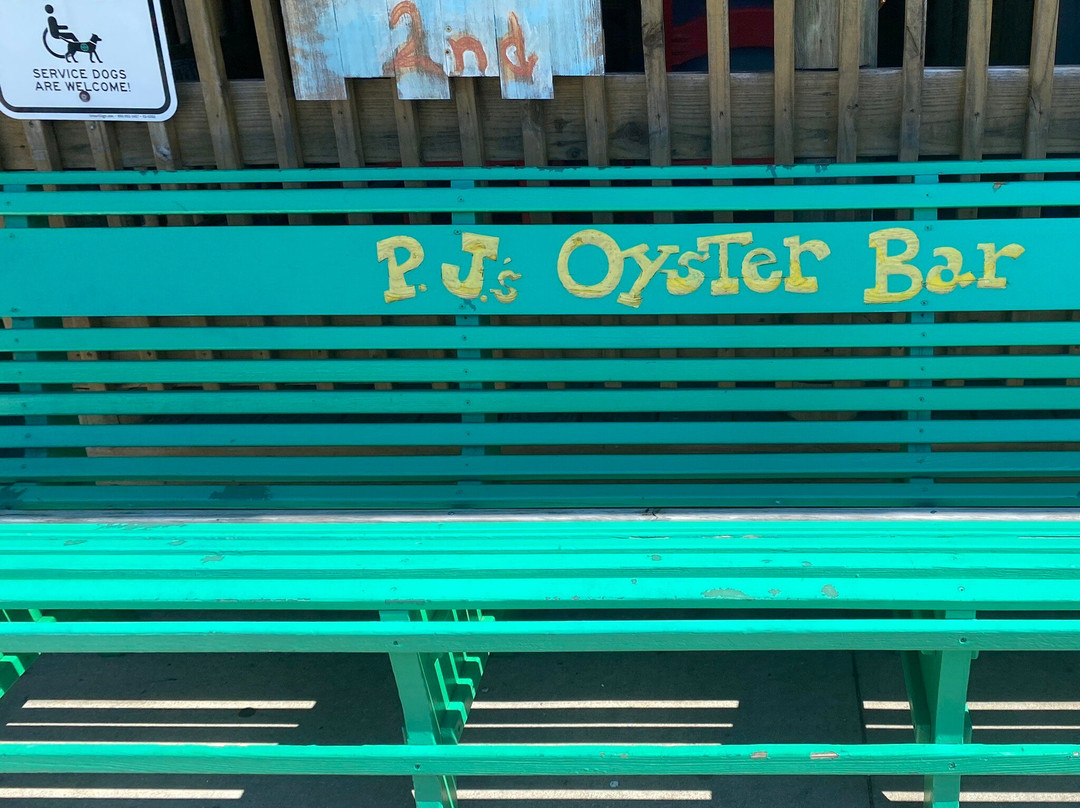 SERVICE DOGS
ARE WELCOME!
2nd
P.J.'s Oyster Bar